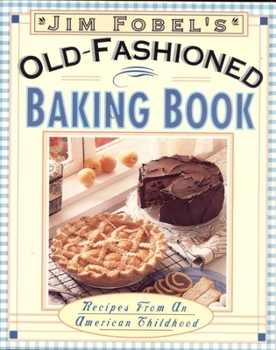 "JIM FOBEL'S"
OLD-FASHIONED
BAKING BOOK
Recipes From An
American Childhood